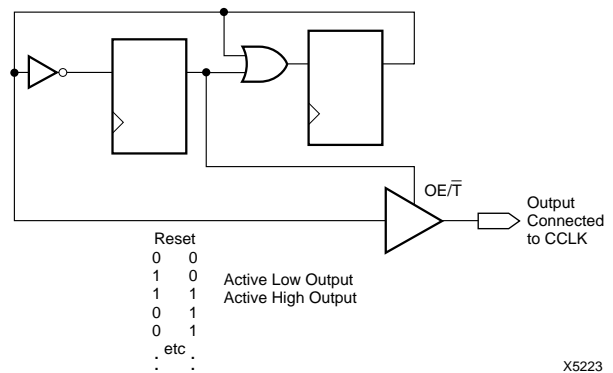 OE/T̅
Output
Connected
to CCLK
Reset
0 0
1 0 Active Low Output
1 1 Active High Output
0 1
0 1
etc
. .
. .
X5223